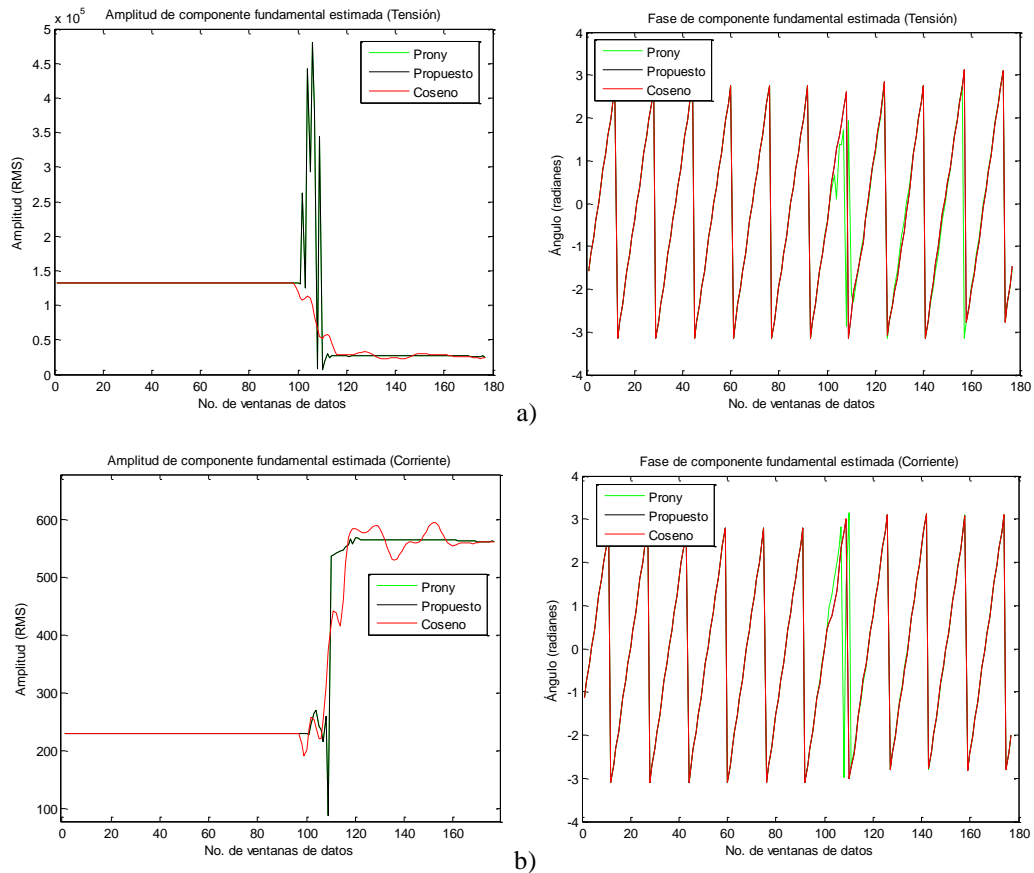 Amplitud de componente fundamental estimada (Tensión)
x 10^5
5
4.5
4
3.5
3
2.5
2
1.5
1
0.5
0
Amplitud (RMS)
Prony
Propuesto
Coseno
0 20 40 60 80 100 120 140 160 180
No. de ventanas de datos
Fase de componente fundamental estimada (Tensión)
4
3
2
1
0
-1
-2
-3
-4
Ángulo (radianes)
Prony
Propuesto
Coseno
0 20 40 60 80 100 120 140 160 180
No. de ventanas de datos
a)
Amplitud de componente fundamental estimada (Corriente)
600
500
400
300
200
100
Amplitud (RMS)
Prony
Propuesto
Coseno
0 20 40 60 80 100 120 140 160
No. de ventanas de datos
Fase de componente fundamental estimada (Corriente)
4
3
2
1
0
-1
-2
-3
-4
Ángulo (radianes)
Prony
Propuesto
Coseno
0 20 40 60 80 100 120 140 160 180
No. de ventanas de datos
b)